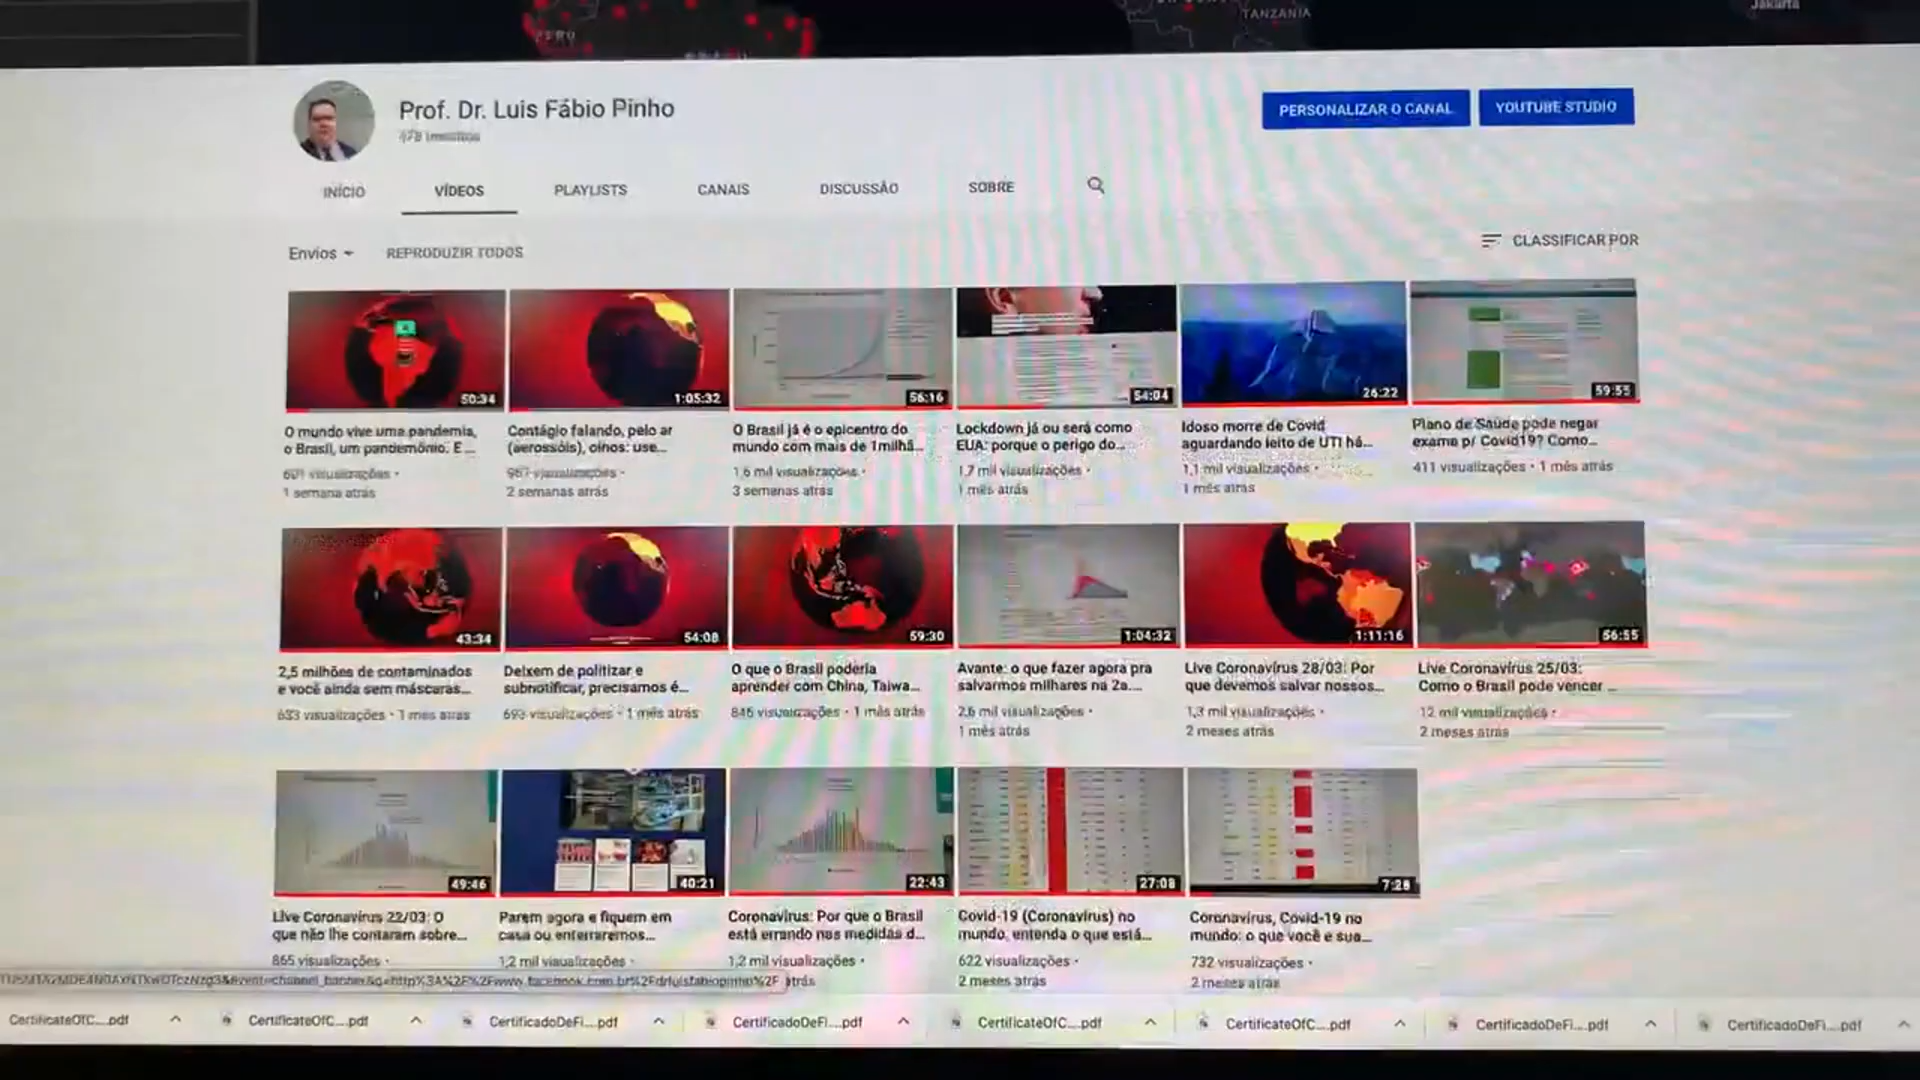 PERU
TANZANIA
Jakarta
Prof. Dr. Luis Fábio Pinho
PERSONALIZAR O CANAL
YOUTUBE STUDIO
INÍCIO
VÍDEOS
PLAYLISTS
CANAIS
DISCUSSÃO
SOBRE
Envios
REPRODUZIR TODOS
CLASSIFICAR POR
50:34
1:05:32
56:16
54:04
26:22
59:55
O mundo vive uma pandemia,
o Brasil, um pandemônio. E ...
601 visualizações •
1 semana atrás
Contágio falando, pelo ar
(aerossóis), olhos: use...
967 visualizações •
2 semanas atrás
O Brasil já é o epicentro do
mundo com mais de 1milhã...
1,6 mil visualizações •
3 semanas atrás
Lockdown já ou será como
EUA: porque o perigo do...
1,7 mil visualizações •
1 mês atrás
Idoso morre de Covid
aguardando leito de UTI há...
1,1 mil visualizações •
1 mês atrás
Plano de Saúde pode negar
exame p/ Covid19? Como...
411 visualizações • 1 mês atrás
43:34
54:08
59:30
1:04:32
1:11:16
56:55
2,5 milhões de contaminados
e você ainda sem máscaras...
633 visualizações • 1 mês atrás
Deixem de politizar e
subnotificar, precisamos é...
693 visualizações • 1 mês atrás
O que o Brasil poderia
aprender com China, Taiwa...
846 visualizações • 1 mês atrás
Avante: o que fazer agora pra
salvarmos milhares na 2a....
2,6 mil visualizações •
1 mês atrás
Live Coronavírus 28/03: Por
que devemos salvar nossos...
1,3 mil visualizações •
2 meses atrás
Live Coronavírus 25/03:
Como o Brasil pode vencer ...
12 mil visualizações •
2 meses atrás
49:46
40:21
22:43
27:08
7:28
Live Coronavírus 22/03: O
que não lhe contaram sobre...
865 visualizações •
Parem agora e fiquem em
casa ou enterraremos...
1,2 mil visualizações •
Coronavírus: Por que o Brasil
está errando nas medidas d...
1,2 mil visualizações •
atrás
Covid-19 (Coronavírus) no
mundo, entenda o que está...
622 visualizações •
2 meses atrás
Coronavírus, Covid-19 no
mundo: o que você e sua...
732 visualizações •
2 meses atrás
CertificateOfC....pdf
CertificateOfC....pdf
CertificadoDeFi....pdf
CertificadoDeFi....pdf
CertificateOfC....pdf
CertificateOfC....pdf
CertificadoDeFi....pdf
CertificadoDeFi....pdf